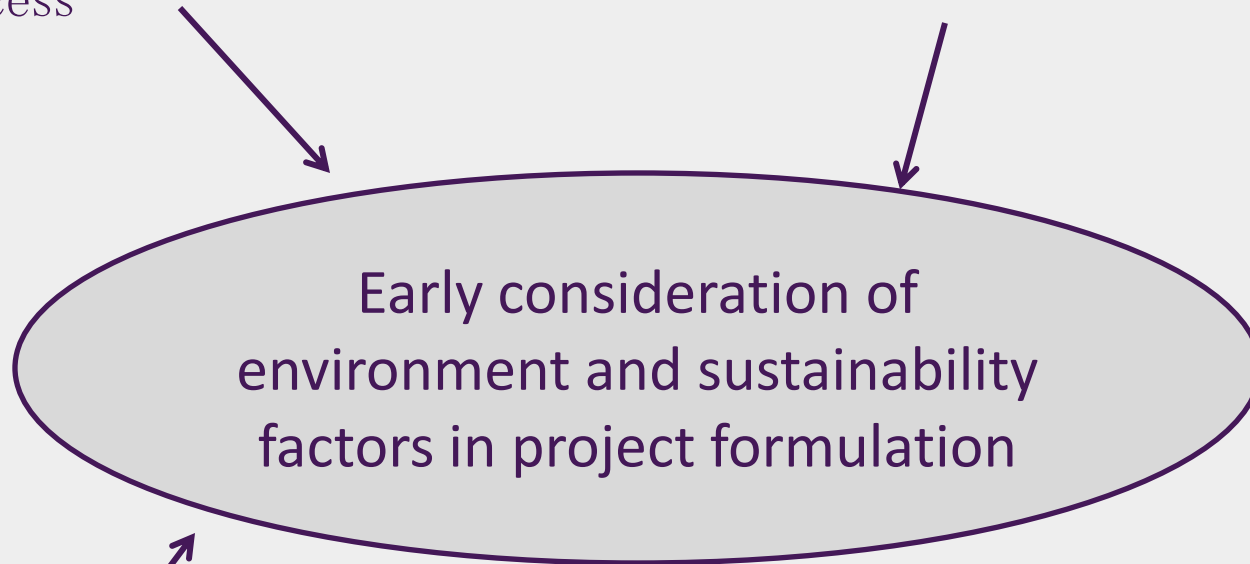 Early consideration of
environment and sustainability
factors in project formulation